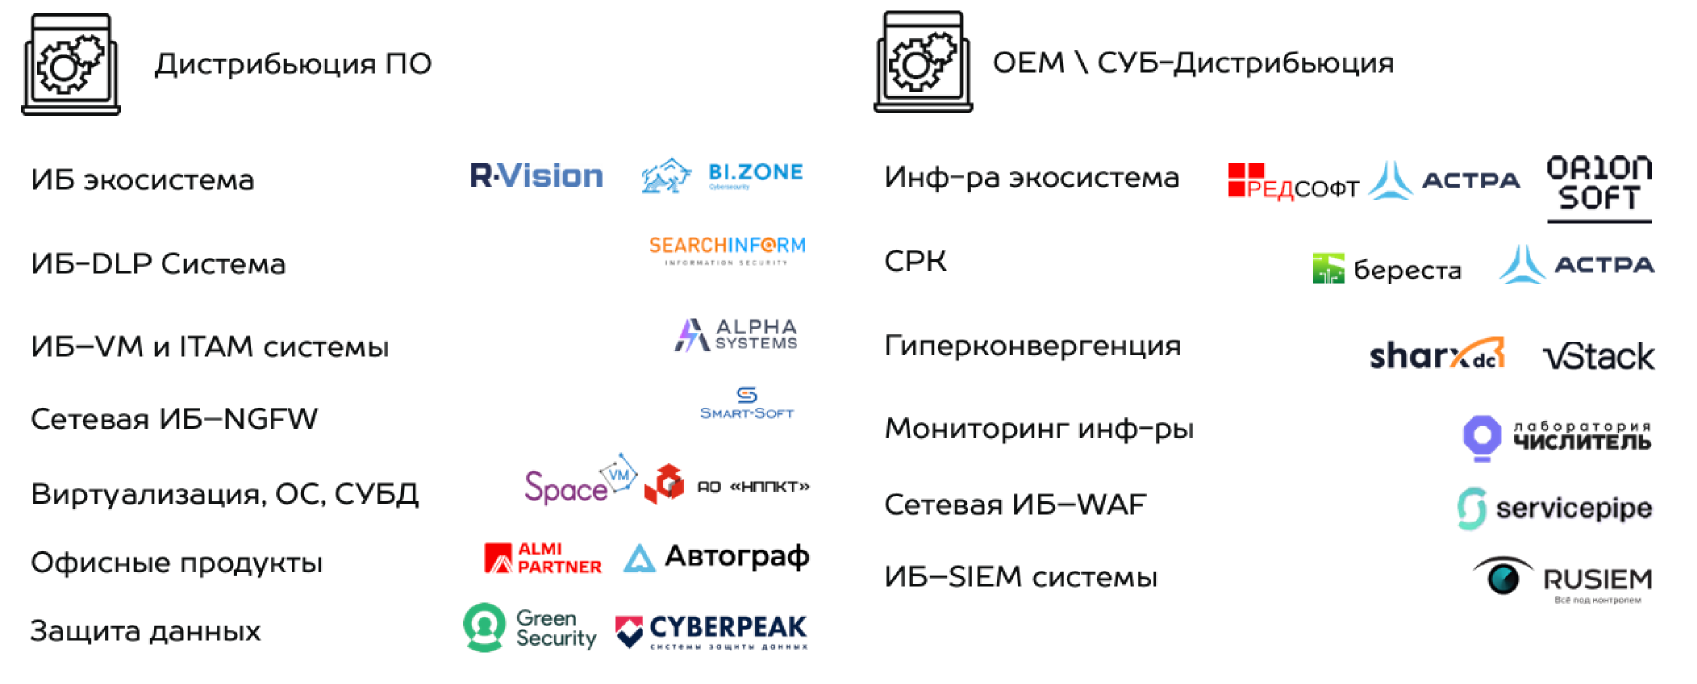 Дистрибьюция ПО
ИБ экосистема
R·Vision
BI.ZONE
Cybersecurity
ИБ-DLP Система
SEARCHINF@RM
INFORMATION SECURITY
ИБ–VM и ITAM системы
ALPHA
SYSTEMS
Сетевая ИБ–NGFW
SMART-SOFT
Виртуализация, ОС, СУБД
Space VM
АО «НППКТ»
Офисные продукты
ALMI
PARTNER
Автограф
Защита данных
Green
Security
CYBERPEAK
системы защиты данных
OEM \ СУБ-Дистрибьюция
Инф-ра экосистема
РЕДСОФТ
АСТРА
ORION
SOFT
СРК
береста
АСТРА
Гиперконвергенция
sharx dc
vStack
Мониторинг инф-ры
лаборатория
ЧИСЛИТЕЛЬ
Сетевая ИБ–WAF
servicepipe
ИБ–SIEM системы
RUSIEM
Всё под контролем